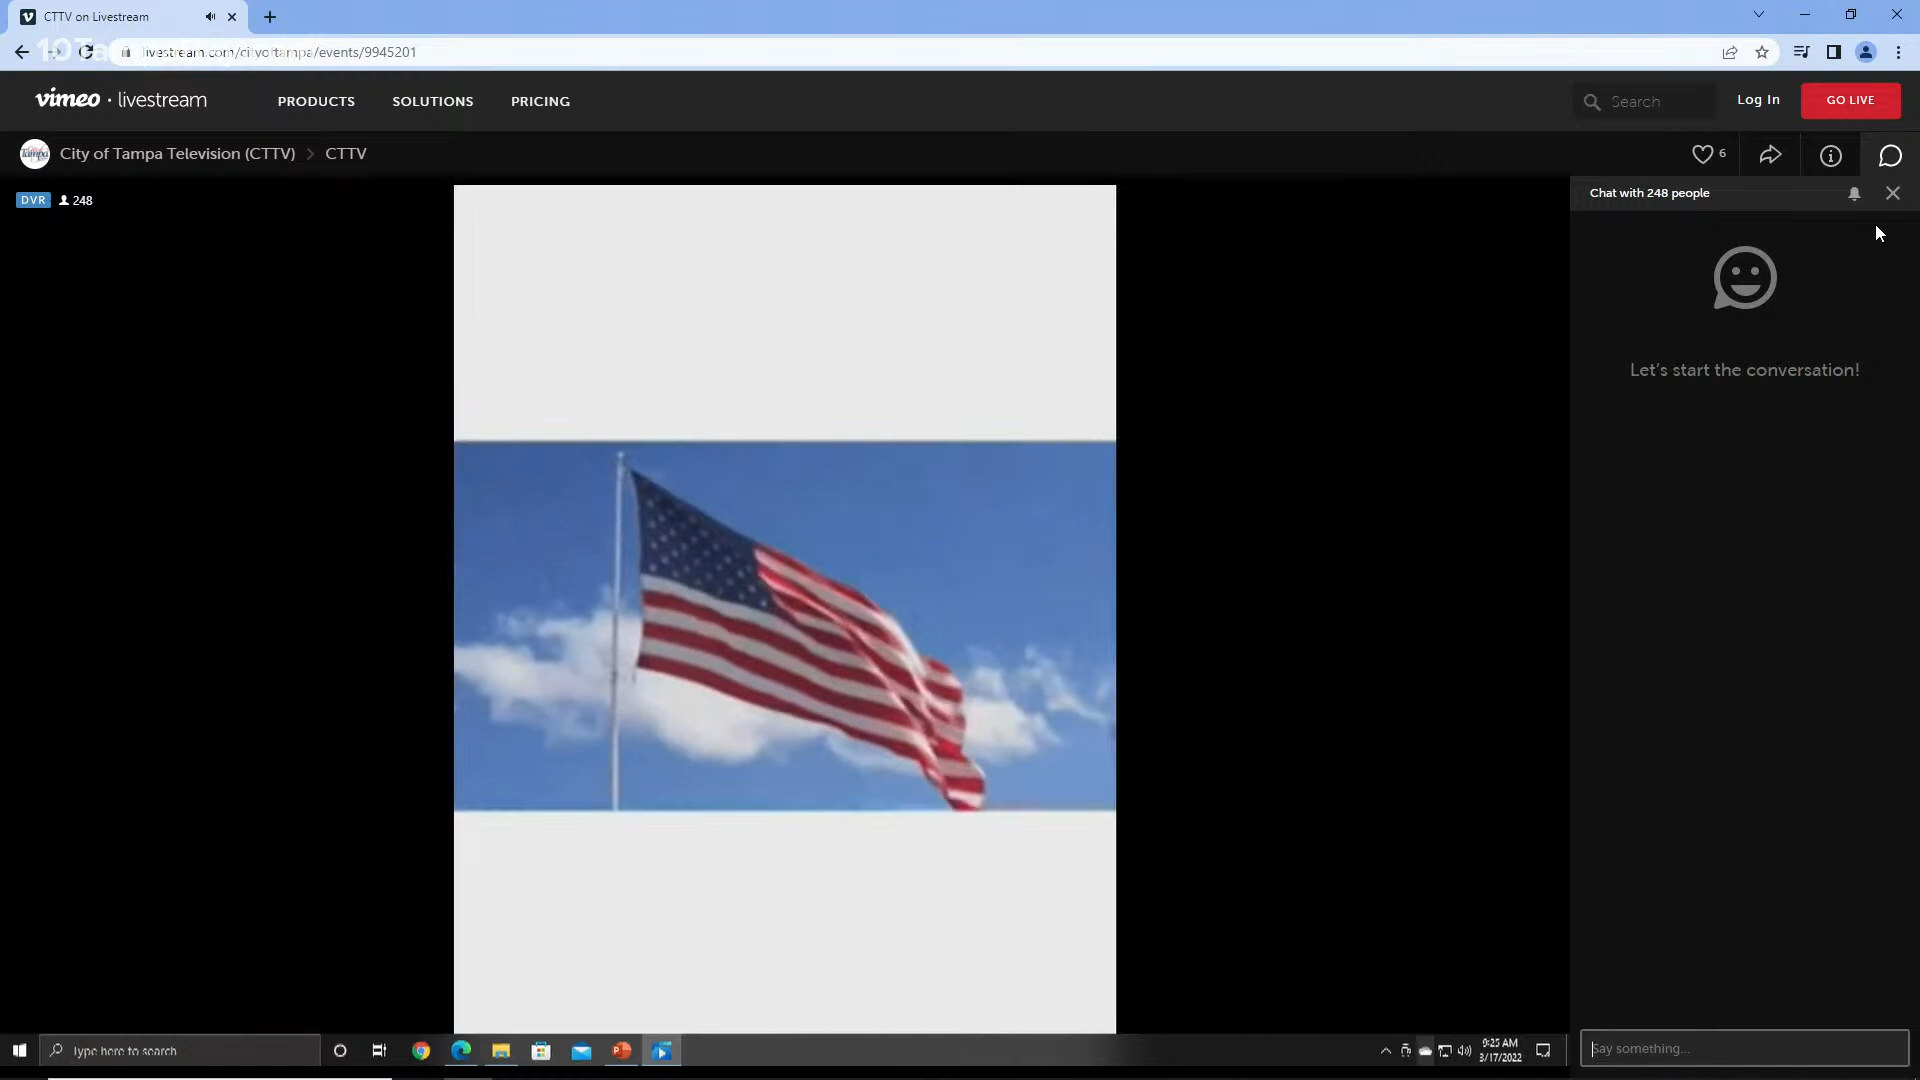 CTTV on Livestream
livestream.com/cityoftampa/events/9945201
vimeo · livestream
PRODUCTS
SOLUTIONS
PRICING
Search
Log In
GO LIVE
Tampa
City of Tampa Television (CTTV) > CTTV
6
DVR 248
Chat with 248 people
Let's start the conversation!
Type here to search
9:25 AM
3/17/2022
Say something...